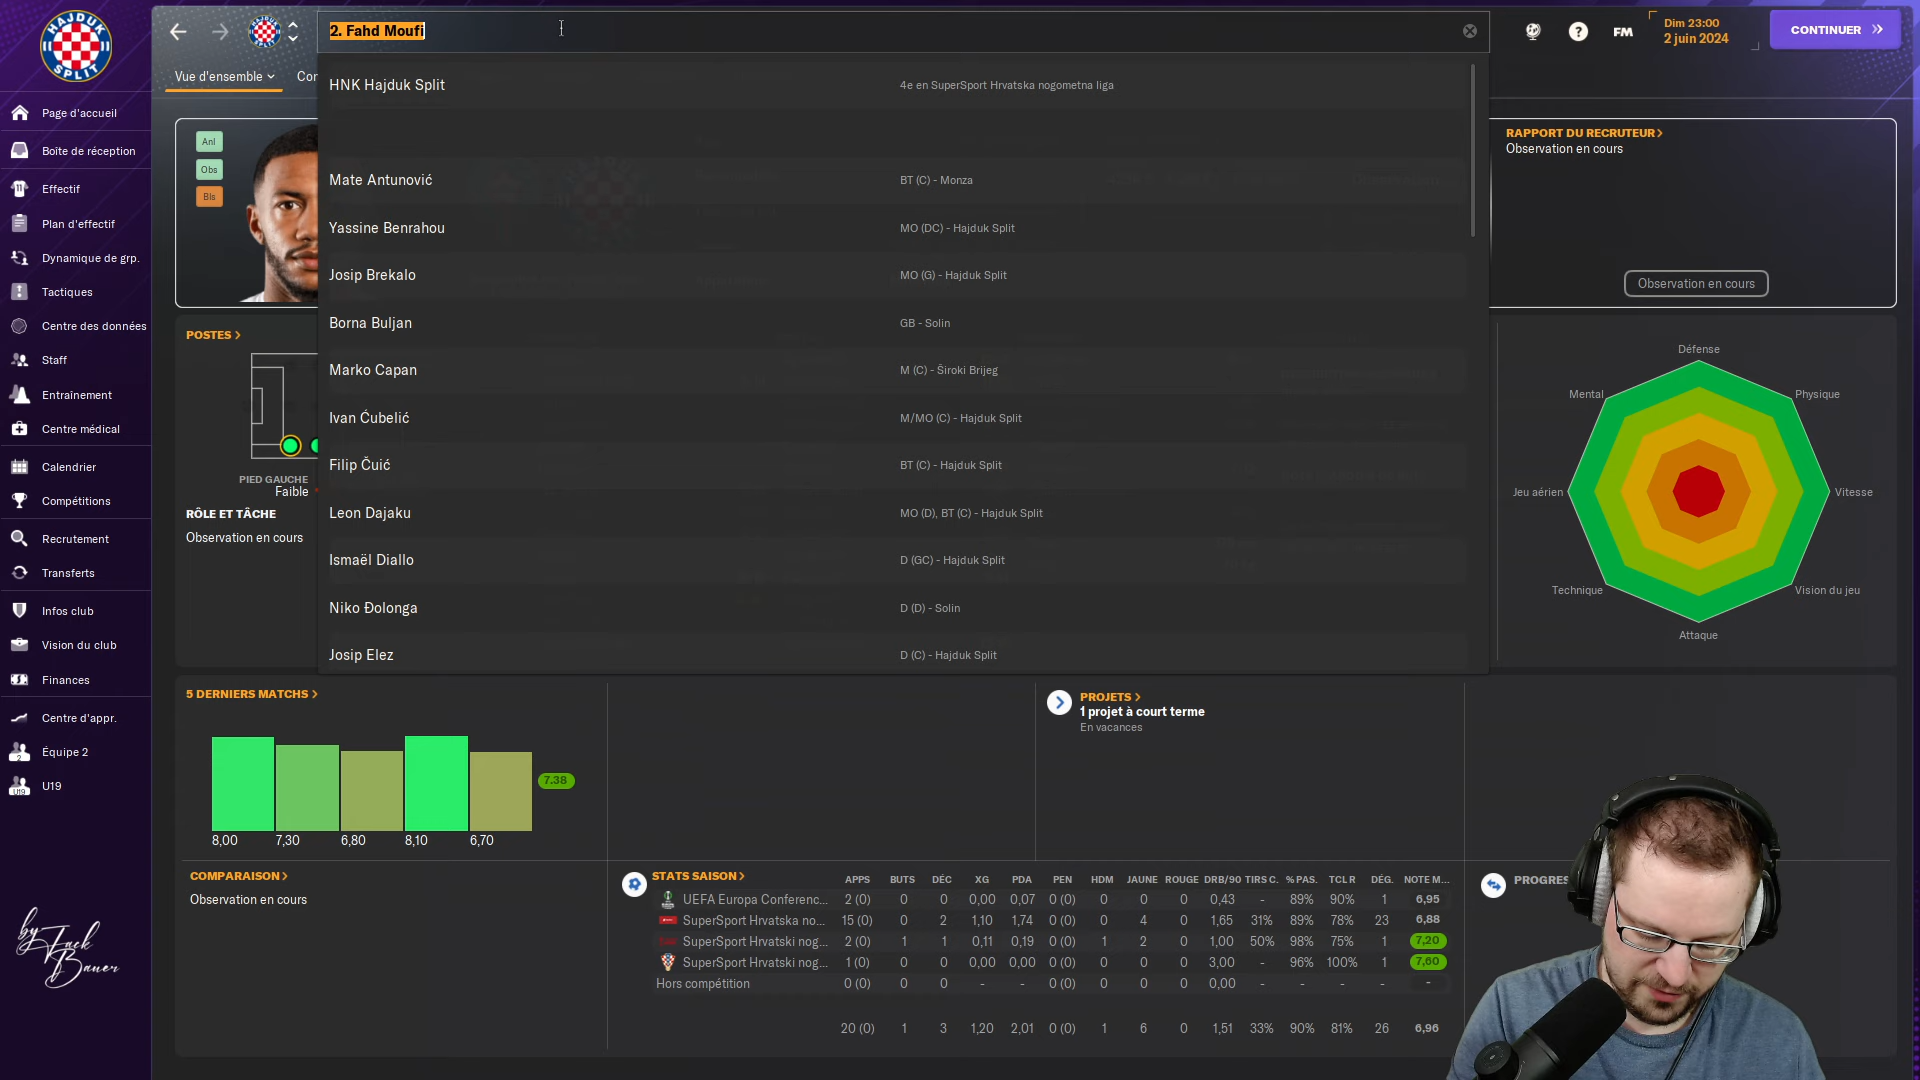 HAJDUK
SPLIT
2. Fahd Moufi
Dim 23:00
2 juin 2024
CONTINUER
FM
Vue d'ensemble
Cor
Page d'accueil
Boîte de réception
Effectif
Plan d'effectif
Dynamique de grp.
Tactiques
Centre des données
Staff
Entraînement
Centre médical
Calendrier
Compétitions
Recrutement
Transferts
Infos club
Vision du club
Finances
Centre d'appr.
Équipe 2
U19
by Jack
Bauer
Anl
Obs
Bls
HNK Hajduk Split 4e en SuperSport Hrvatska nogometna liga
Mate Antunović BT (C) - Monza
Yassine Benrahou MO (DC) - Hajduk Split
Josip Brekalo MO (G) - Hajduk Split
Borna Buljan GB - Solin
Marko Capan M (C) - Široki Brijeg
Ivan Ćubelić M/MO (C) - Hajduk Split
Filip Čuić BT (C) - Hajduk Split
Leon Dajaku MO (D), BT (C) - Hajduk Split
Ismaël Diallo D (GC) - Hajduk Split
Niko Đolonga D (D) - Solin
Josip Elez D (C) - Hajduk Split
RAPPORT DU RECRUTEUR
Observation en cours
Observation en cours
POSTES
PIED GAUCHE
Faible
RÔLE ET TÂCHE
Observation en cours
Défense
Mental
Physique
Jeu aérien
Vitesse
Technique
Vision du jeu
Attaque
5 DERNIERS MATCHS
7.38
8,00 7,30 6,80 8,10 6,70
PROJETS
1 projet à court terme
En vacances
COMPARAISON
Observation en cours
STATS SAISON APPS BUTS DÉC XG PDA PEN HDM JAUNE ROUGE DRB/90 TIRS C. % PAS. TCL R DÉG. NOTE M...
UEFA Europa Conferenc... 2 (0) 0 0 0,00 0,07 0 (0) 0 0 0 0,43 - 89% 90% 1 6,95
SuperSport Hrvatska no... 15 (0) 0 2 1,10 1,74 0 (0) 0 4 0 1,65 31% 89% 78% 23 6,88
SuperSport Hrvatski nog... 2 (0) 1 1 0,11 0,19 0 (0) 1 2 0 1,00 50% 98% 75% 1 7,20
SuperSport Hrvatski nog... 1 (0) 0 0 0,00 0,00 0 (0) 0 0 0 3,00 - 96% 100% 1 7,60
Hors compétition 0 (0) 0 0 - - 0 (0) 0 0 0 0,00 - - - - -
20 (0) 1 3 1,20 2,01 0 (0) 1 6 0 1,51 33% 90% 81% 26 6,96
PROGRES